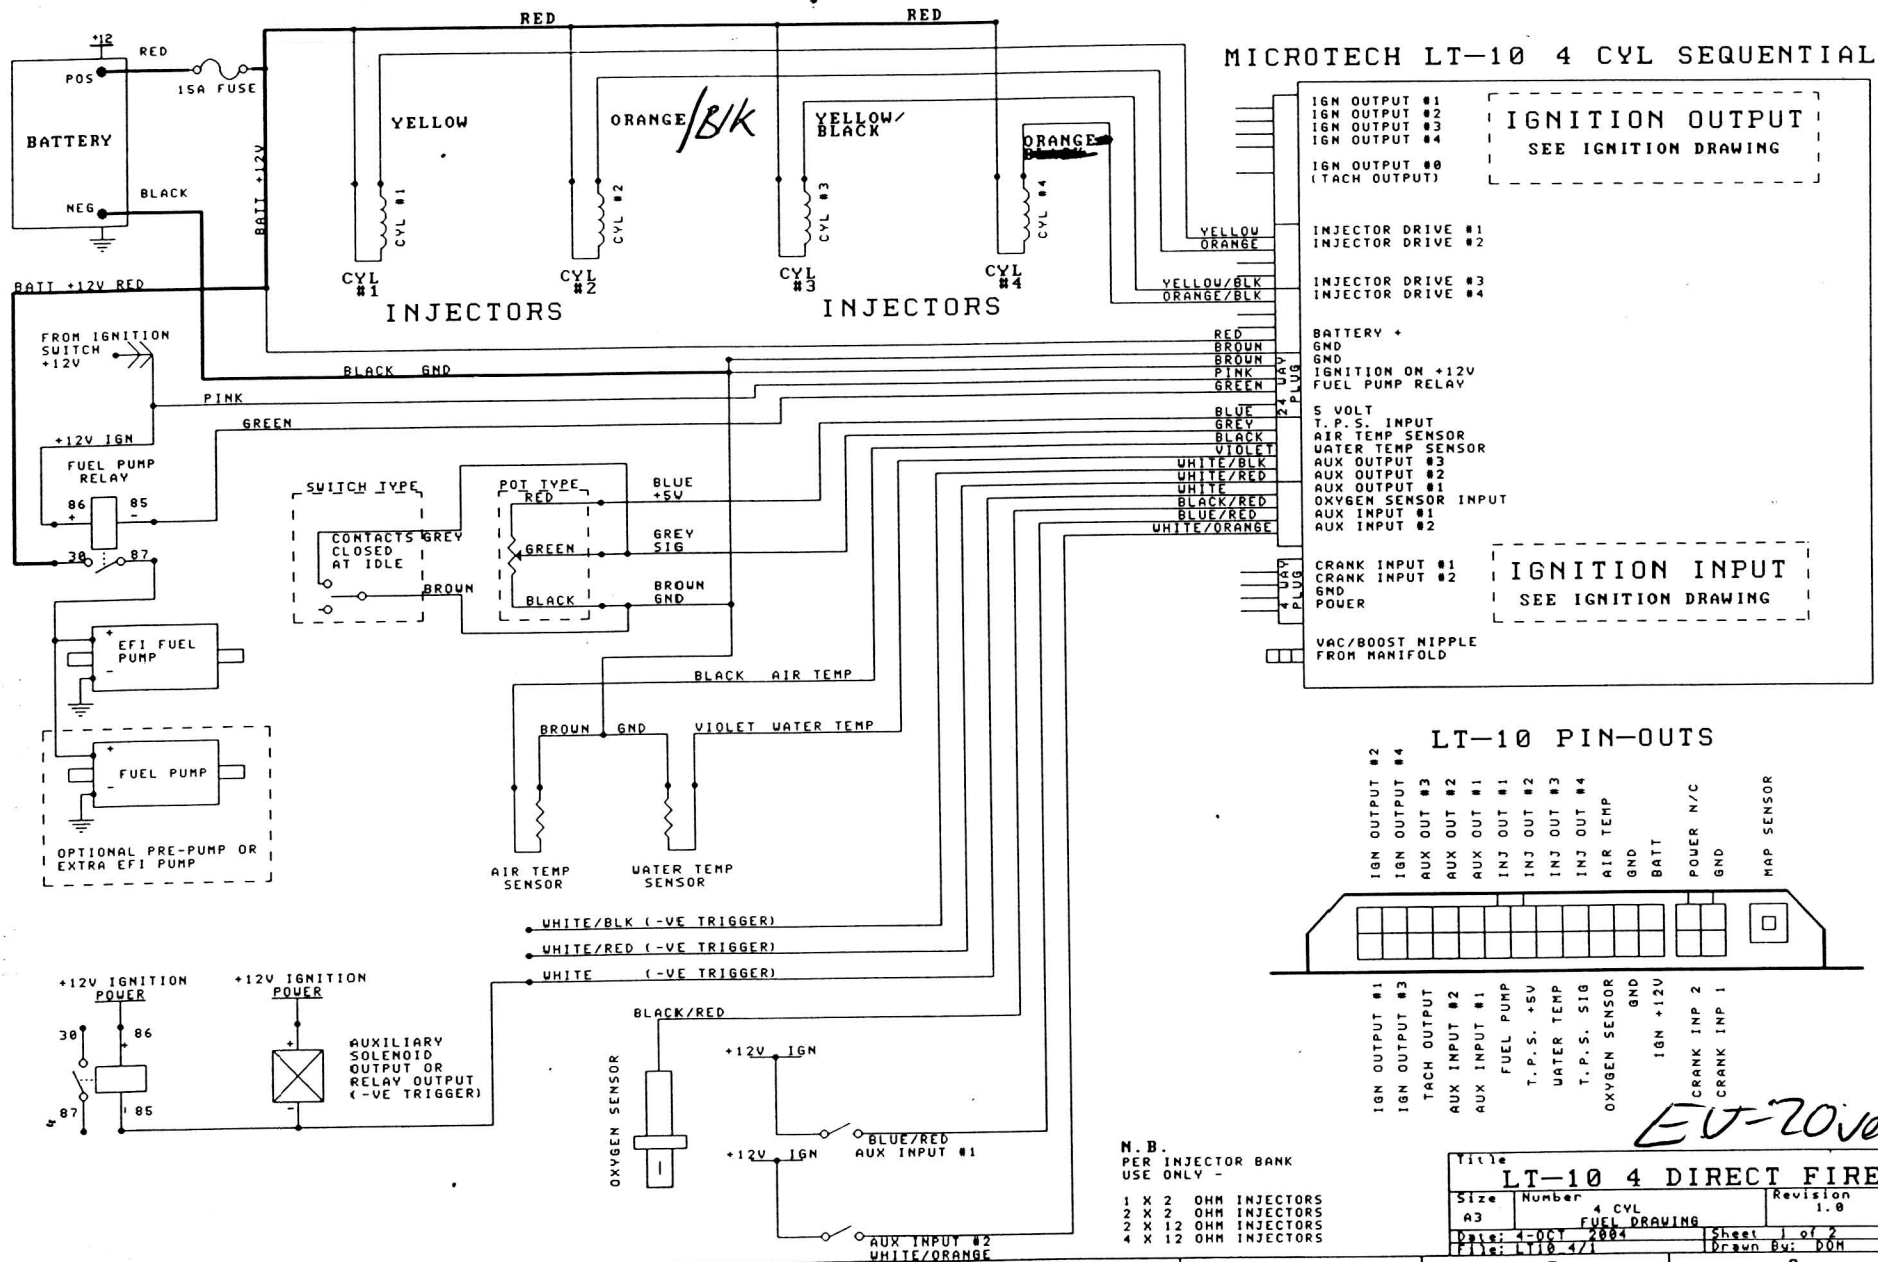 RED
RED
MICROTECH LT-10 4 CYL SEQUENTIAL
+12
RED
POS
15A FUSE
BATTERY
BLACK
NEG
BATT +12V
YELLOW
ORANGE /Blk
YELLOW/
BLACK
ORANGE
CYL #1
CYL #2
CYL #3
CYL #4
CYL
#1
CYL
#2
CYL
#3
CYL
#4
INJECTORS
INJECTORS
BATT +12V RED
FROM IGNITION
SWITCH
+12V
BLACK GND
PINK
GREEN
+12V IGN
FUEL PUMP
RELAY
86
85
+
-
30
87
SWITCH TYPE
CONTACTS
CLOSED
AT IDLE
GREY
BROWN
POT TYPE
RED
GREEN
BLACK
BLUE
+5V
GREY
SIG
BROWN
GND
+
EFI FUEL
PUMP
-
+
FUEL PUMP
-
OPTIONAL PRE-PUMP OR
EXTRA EFI PUMP
BLACK AIR TEMP
BROWN GND
VIOLET WATER TEMP
AIR TEMP
SENSOR
WATER TEMP
SENSOR
WHITE/BLK (-VE TRIGGER)
WHITE/RED (-VE TRIGGER)
WHITE (-VE TRIGGER)
+12V IGNITION
POWER
+12V IGNITION
POWER
30
86
+
87
-
85
+
-
AUXILIARY
SOLENOID
OUTPUT OR
RELAY OUTPUT
(-VE TRIGGER)
BLACK/RED
OXYGEN SENSOR
+12V IGN
BLUE/RED
AUX INPUT #1
+12V IGN
AUX INPUT #2
WHITE/ORANGE
YELLOW
ORANGE
YELLOW/BLK
ORANGE/BLK
RED
BROWN
BROWN
PINK
GREEN
BLUE
GREY
BLACK
VIOLET
WHITE/BLK
WHITE/RED
WHITE
BLACK/RED
BLUE/RED
WHITE/ORANGE
24 WAY
PLUG
4 WAY
PLUG
IGN OUTPUT #1
IGN OUTPUT #2
IGN OUTPUT #3
IGN OUTPUT #4
IGN OUTPUT #0
(TACH OUTPUT)
IGNITION OUTPUT
SEE IGNITION DRAWING
INJECTOR DRIVE #1
INJECTOR DRIVE #2
INJECTOR DRIVE #3
INJECTOR DRIVE #4
BATTERY +
GND
GND
IGNITION ON +12V
FUEL PUMP RELAY
5 VOLT
T.P.S. INPUT
AIR TEMP SENSOR
WATER TEMP SENSOR
AUX OUTPUT #3
AUX OUTPUT #2
AUX OUTPUT #1
OXYGEN SENSOR INPUT
AUX INPUT #1
AUX INPUT #2
CRANK INPUT #1
CRANK INPUT #2
GND
POWER
IGNITION INPUT
SEE IGNITION DRAWING
VAC/BOOST NIPPLE
FROM MANIFOLD
LT-10 PIN-OUTS
IGN OUTPUT #2
IGN OUTPUT #4
AUX OUT #3
AUX OUT #2
AUX OUT #1
INJ OUT #1
INJ OUT #2
INJ OUT #3
INJ OUT #4
AIR TEMP
GND
BATT
POWER N/C
GND
MAP SENSOR
IGN OUTPUT #1
IGN OUTPUT #3
TACH OUTPUT
AUX INPUT #2
AUX INPUT #1
FUEL PUMP
T.P.S. +5V
WATER TEMP
T.P.S. SIG
OXYGEN SENSOR
GND
IGN +12V
CRANK INP 2
CRANK INP 1
N.B.
PER INJECTOR BANK
USE ONLY -
1 X 2 OHM INJECTORS
2 X 2 OHM INJECTORS
2 X 12 OHM INJECTORS
4 X 12 OHM INJECTORS
Title
LT-10 4 DIRECT FIRE
Size
A3
Number
4 CYL
FUEL DRAWING
Revision
1.0
Date: 4-OCT 2004
Sheet 1 of 2
File: LT10_4/1
Drawn By: DOM